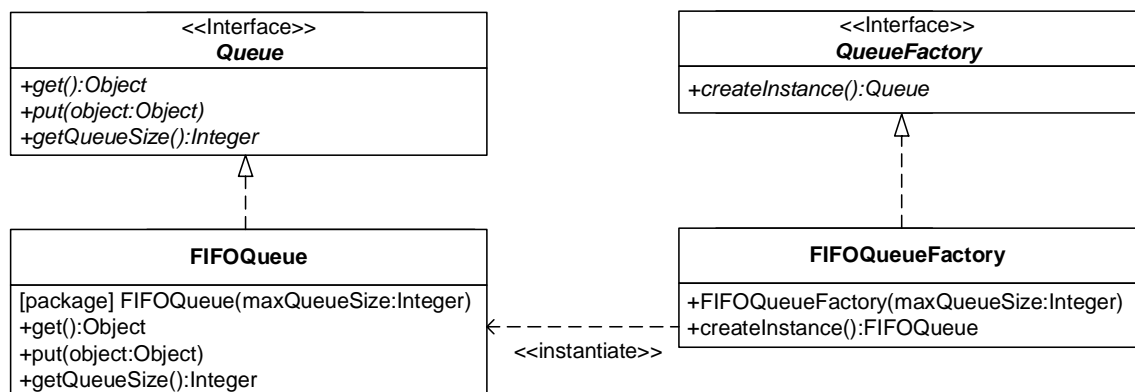 <<Interface>>
Queue
+get():Object
+put(object:Object)
+getQueueSize():Integer
<<Interface>>
QueueFactory
+createInstance():Queue
FIFOQueue
[package] FIFOQueue(maxQueueSize:Integer)
+get():Object
+put(object:Object)
+getQueueSize():Integer
<<instantiate>>
FIFOQueueFactory
+FIFOQueueFactory(maxQueueSize:Integer)
+createInstance():FIFOQueue